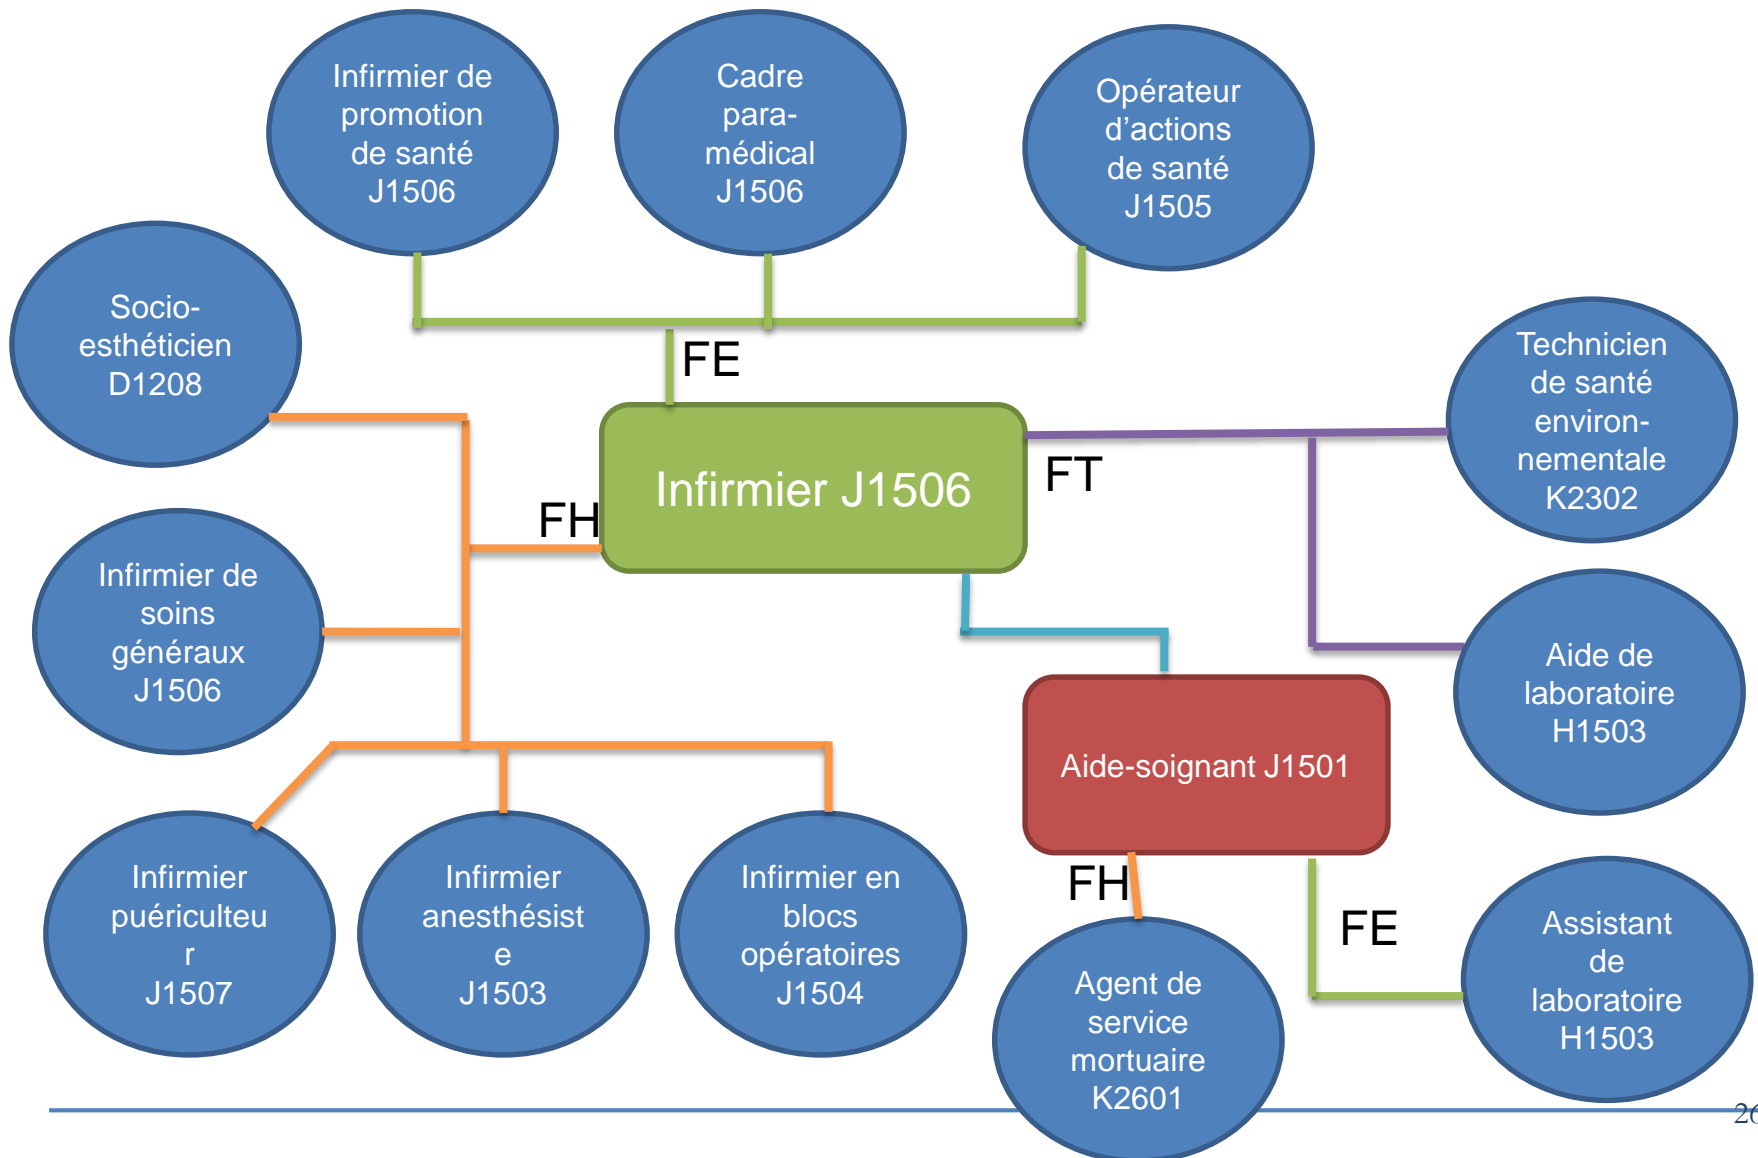 Infirmier de
promotion
de santé
J1506
Cadre
para-
médical
J1506
Opérateur
d’actions
de santé
J1505
Socio-
esthéticien
D1208
FE
Technicien
de santé
environ-
nementale
K2302
Infirmier J1506
FT
FH
Infirmier de
soins
généraux
J1506
Aide de
laboratoire
H1503
Aide-soignant J1501
Infirmier
puériculteu
r
J1507
Infirmier
anesthésist
e
J1503
Infirmier en
blocs
opératoires
J1504
FH
FE
Agent de
service
mortuaire
K2601
Assistant
de
laboratoire
H1503
26